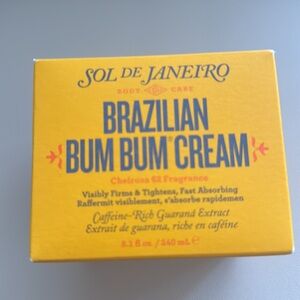 SOL DE JANEIRO
BODY CARE
BRAZILIAN
BUM BUM CREAM
Cheirosa 62 Fragrance
Visibly Firms & Tightens, Fast Absorbing
Raffermit visiblement, s'absorbe rapidemen
Caffeine-Rich Guaraná Extract
Extrait de guarana, riche en caféine
8.1 fl oz / 240 mL ℮